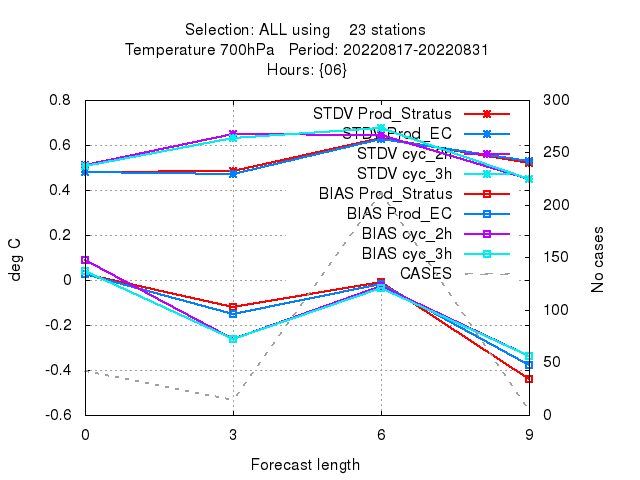 Selection: ALL using 23 stations
Temperature 700hPa Period: 20220817-20220831
Hours: {06}
0.8
0.6
0.4
0.2
0
-0.2
-0.4
-0.6
deg C
300
250
200
150
100
50
0
No cases
STDV Prod_Stratus
STDV Prod_EC
STDV cyc_2h
STDV cyc_3h
BIAS Prod_Stratus
BIAS Prod_EC
BIAS cyc_2h
BIAS cyc_3h
CASES
0 3 6 9
Forecast length